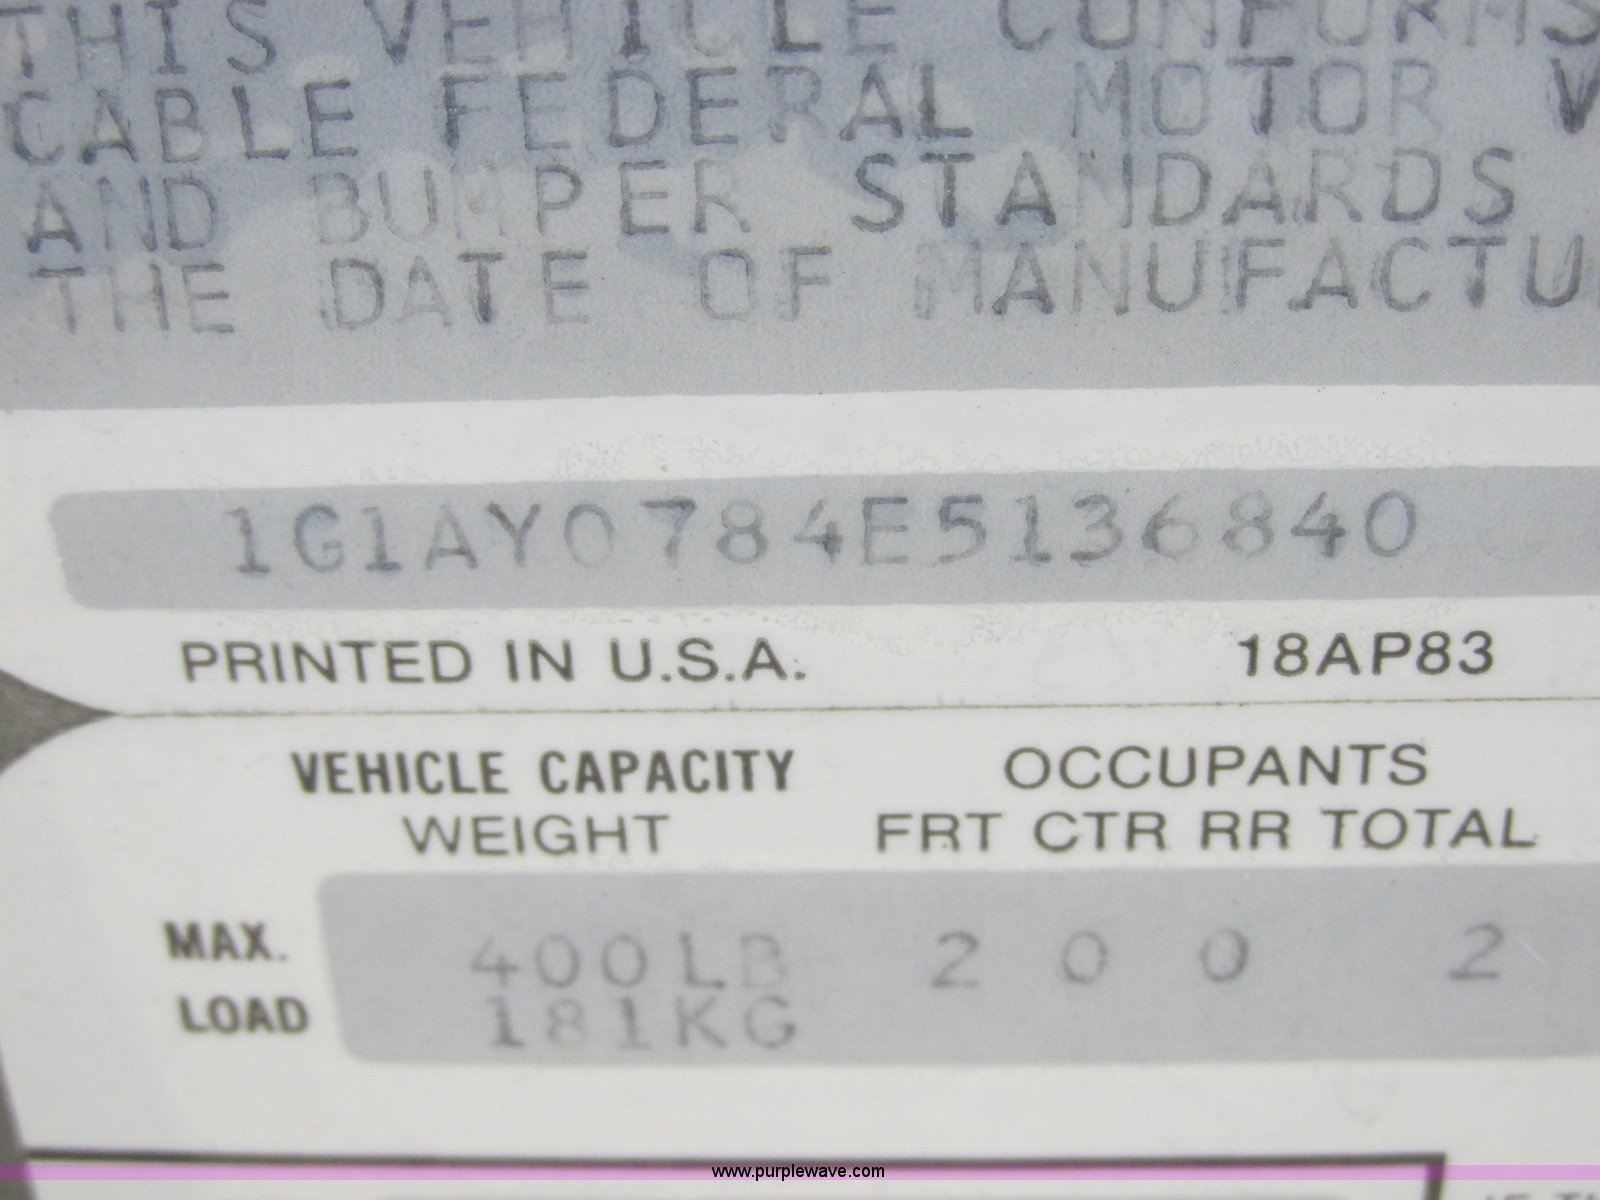 THIS VEHICLE CONFORMS
CABLE FEDERAL MOTOR V
AND BUMPER STANDARDS
THE DATE OF MANUFACTU
1G1AY0784E5136840
PRINTED IN U.S.A.
18AP83
VEHICLE CAPACITY
WEIGHT
OCCUPANTS
FRT CTR RR TOTAL
MAX.
LOAD
400LB 2 0 0 2
181KG
www.purplewave.com